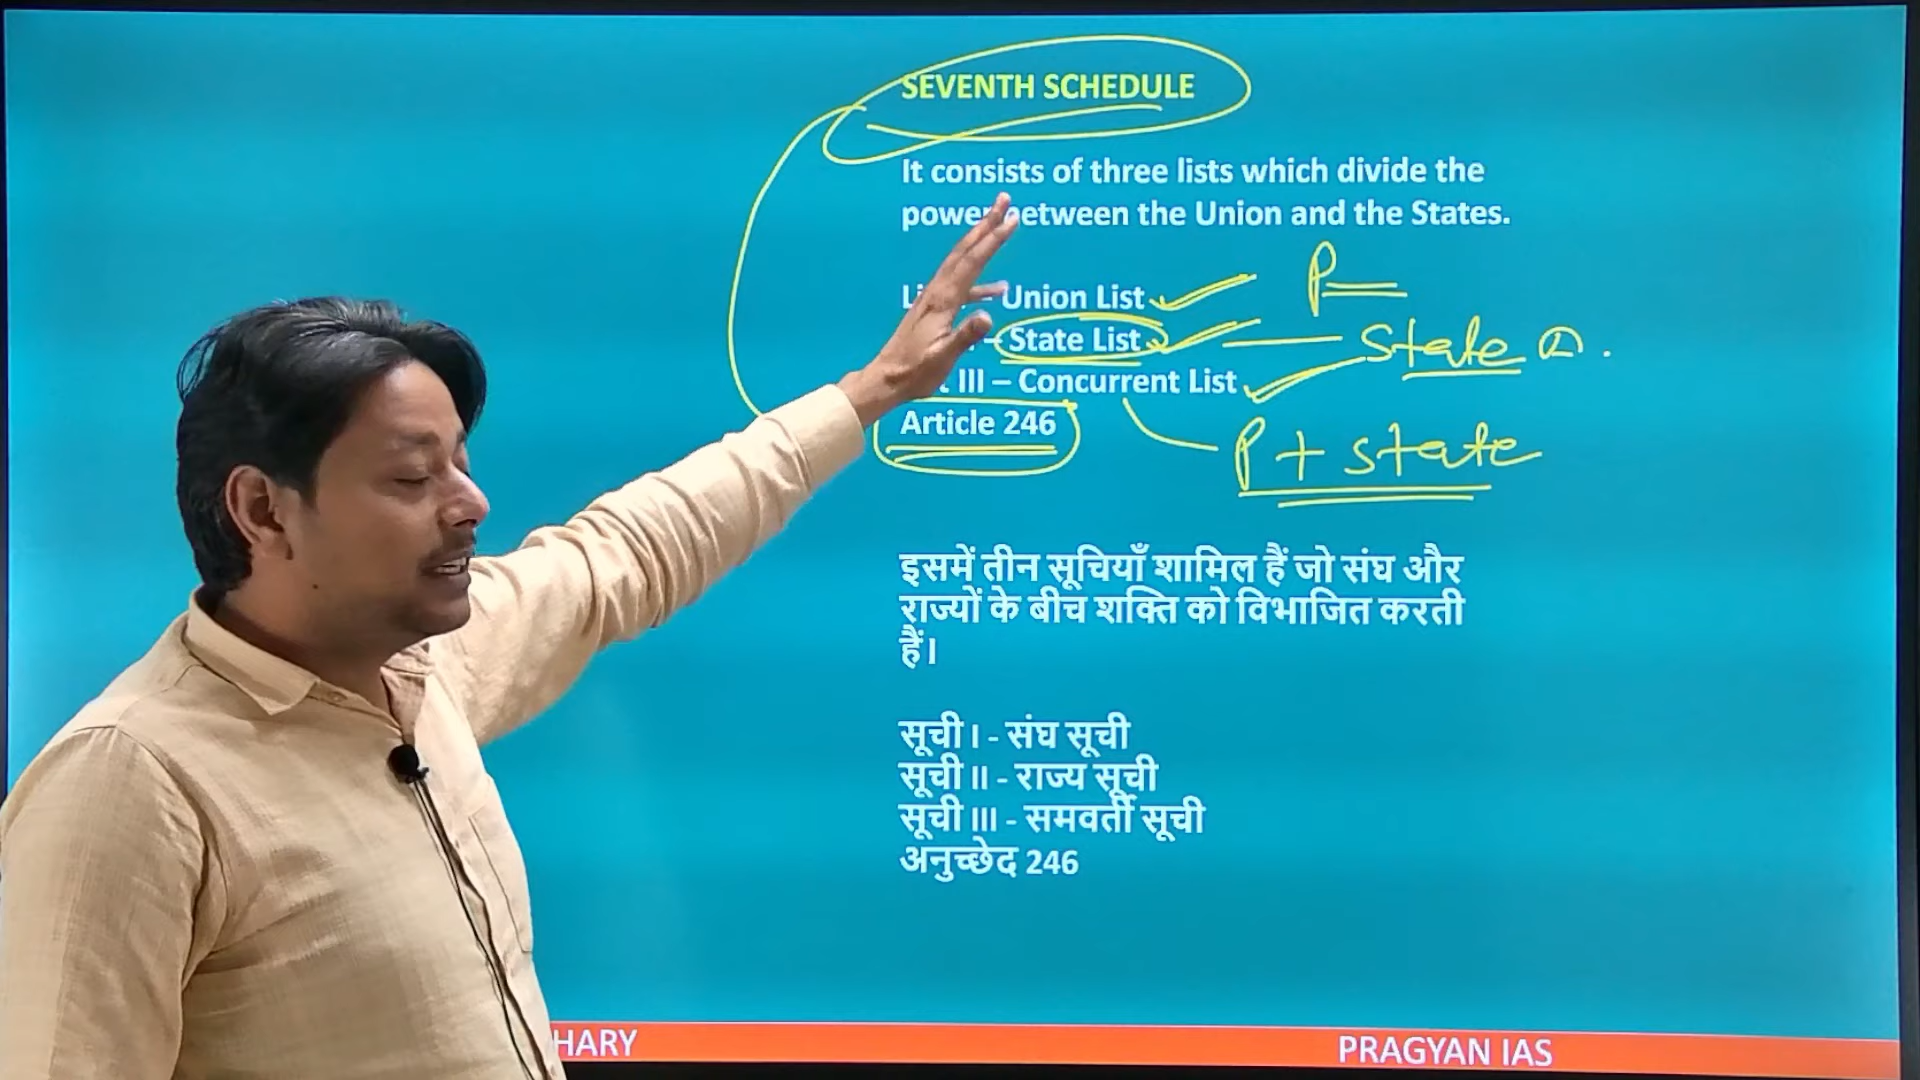 SEVENTH SCHEDULE
It consists of three lists which divide the
power between the Union and the States.
– Union List P
– State List State
III – Concurrent List
Article 246 P + state
इसमें तीन सूचियाँ शामिल हैं जो संघ और
राज्यों के बीच शक्ति को विभाजित करती
हैं।
सूची I - संघ सूची
सूची II - राज्य सूची
सूची III - समवर्ती सूची
अनुच्छेद 246
HARY PRAGYAN IAS